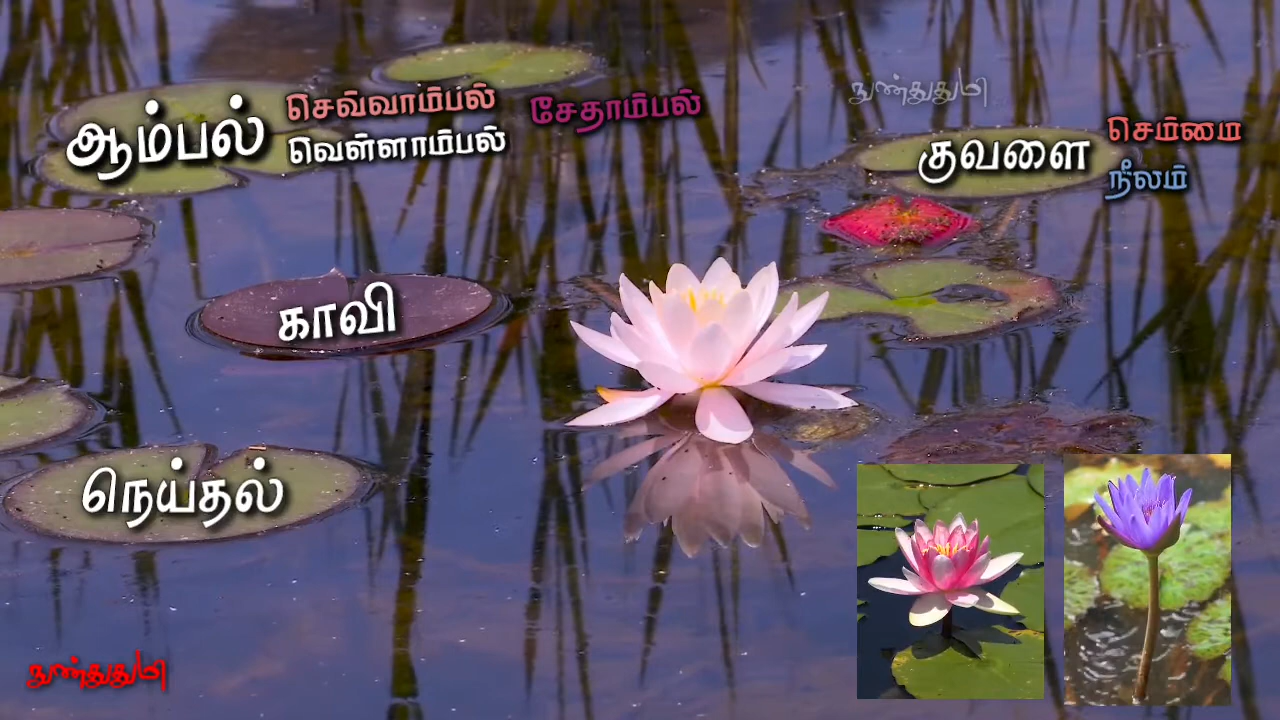 ஆம்பல்
செவ்வாம்பல்
வெள்ளாம்பல்
சேதாம்பல்
நுண்துதுமி
குவளை
செம்மை
நீலம்
காவி
நெய்தல்
நுண்துதுமி